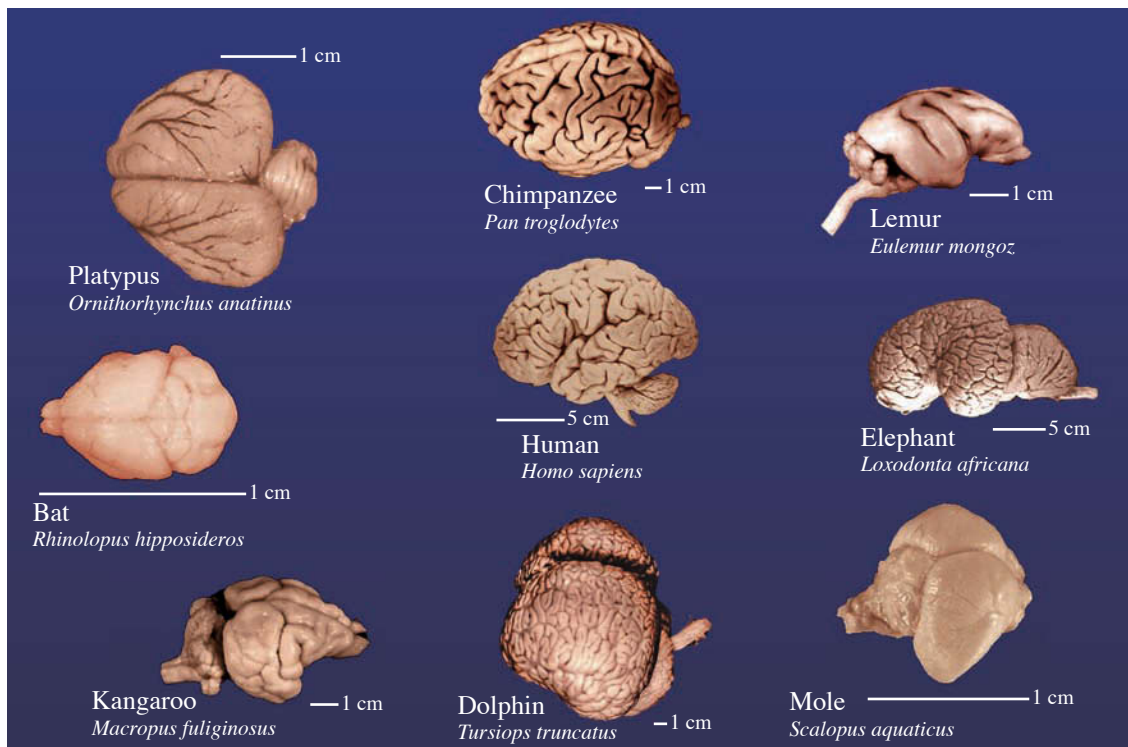 1 cm
Platypus
Ornithorhynchus anatinus
Chimpanzee
1 cm
Pan troglodytes
1 cm
Lemur
Eulemur mongoz
1 cm
Bat
Rhinolopus hipposideros
5 cm
Human
Homo sapiens
5 cm
Elephant
Loxodonta africana
1 cm
Kangaroo
Macropus fuliginosus
Dolphin
1 cm
Tursiops truncatus
1 cm
Mole
Scalopus aquaticus